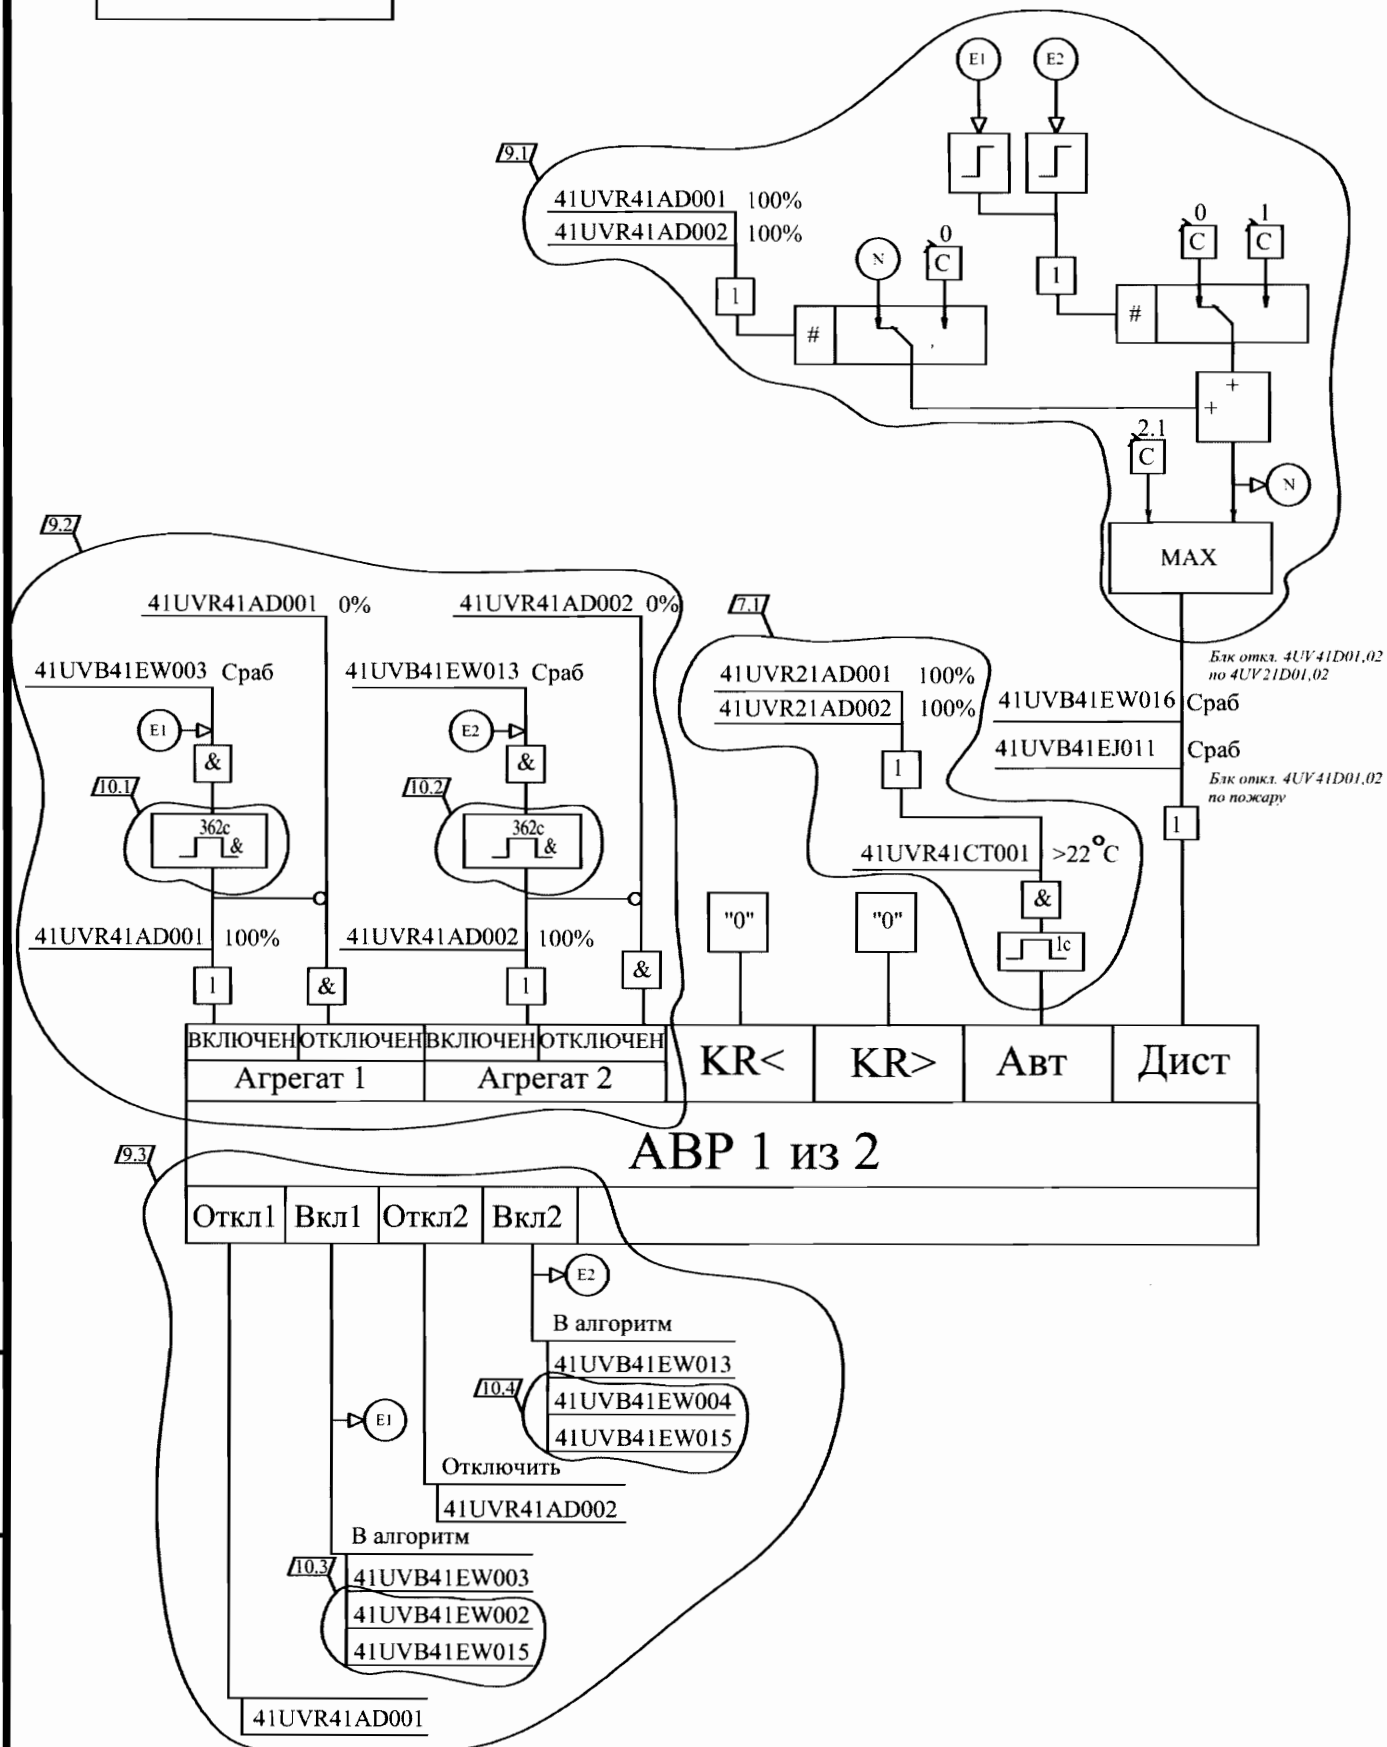 E1 E2
9.1
41UVR41AD001 100%
41UVR41AD002 100%
0 1
C C
N
0
C
1
1
#
#
+
+
2.1
C
N
MAX
9.2
41UVR41AD001 0%
41UVR41AD002 0%
7.1
41UVB41EW003 Сраб
41UVB41EW013 Сраб
41UVR21AD001 100%
41UVR21AD002 100%
Блк откл. 4UV41D01,02
по 4UV21D01,02
41UVB41EW016 Сраб
41UVB41EJ011 Сраб
Блк откл. 4UV41D01,02
по пожару
E1
E2
&
&
1
10.1
10.2
362с
&
362с
&
1
41UVR41CT001 >22°C
&
"0" "0"
1с
41UVR41AD001 100%
41UVR41AD002 100%
1 & 1 &
ВКЛЮЧЕН ОТКЛЮЧЕН ВКЛЮЧЕН ОТКЛЮЧЕН
Агрегат 1 Агрегат 2
KR< KR> Авт Дист
АВР 1 из 2
9.3
Откл1 Вкл1 Откл2 Вкл2
E2
В алгоритм
41UVB41EW013
10.4
41UVB41EW004
41UVB41EW015
E1
Отключить
41UVR41AD002
В алгоритм
10.3
41UVB41EW003
41UVB41EW002
41UVB41EW015
41UVR41AD001